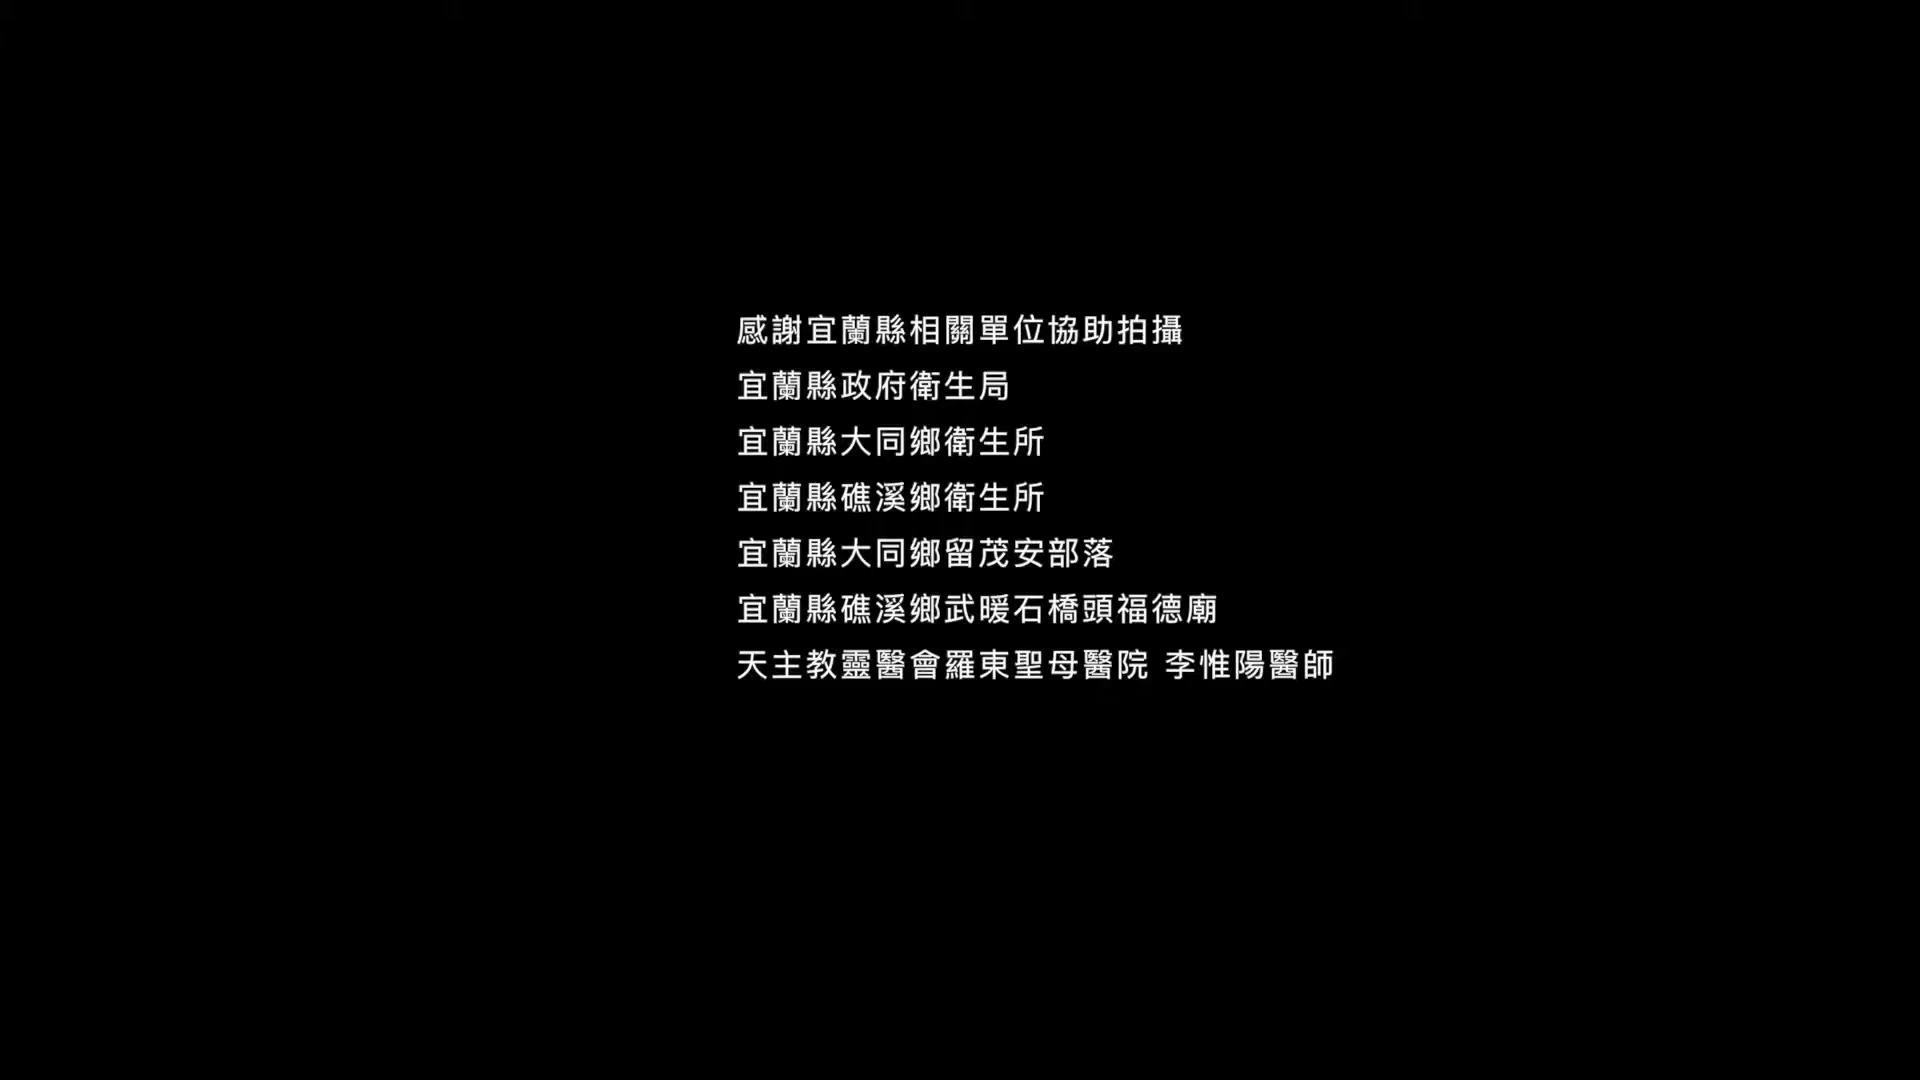 感謝宜蘭縣相關單位協助拍攝
宜蘭縣政府衛生局
宜蘭縣大同鄉衛生所
宜蘭縣礁溪鄉衛生所
宜蘭縣大同鄉留茂安部落
宜蘭縣礁溪鄉武暖石橋頭福德廟
天主教靈醫會羅東聖母醫院 李惟陽醫師